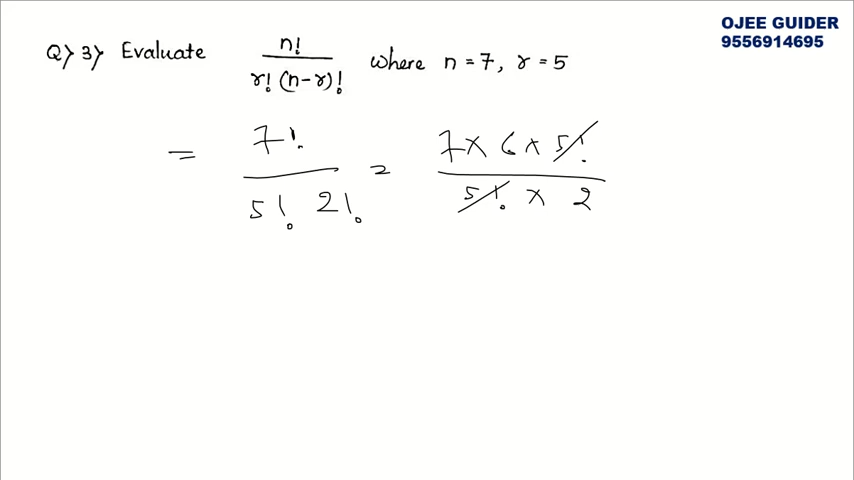 OJEE GUIDER
9556914695
Q) 3) Evaluate n! / r! (n-r)! where n = 7, r = 5
= 7! / 5! 2! = 7 x 6 x 5! / 5! x 2